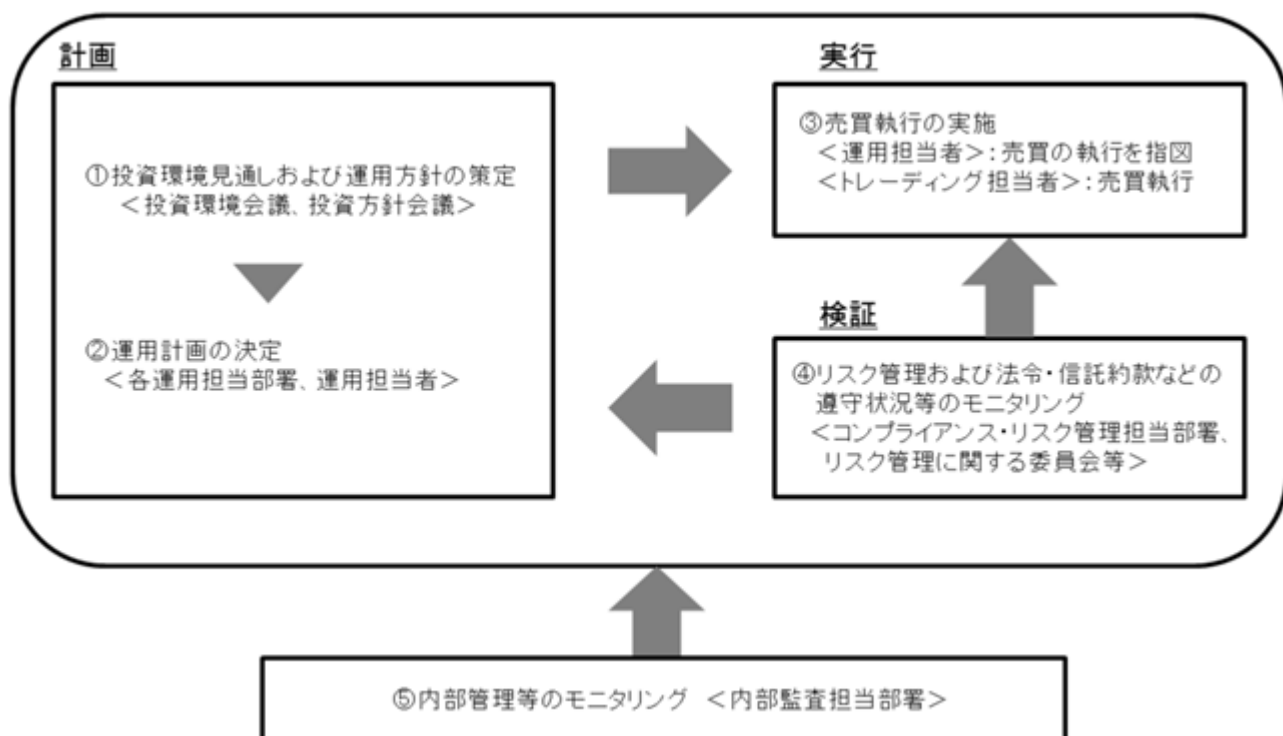 計画
①投資環境見通しおよび運用方針の策定
＜投資環境会議、投資方針会議＞
②運用計画の決定
＜各運用担当部署、運用担当者＞
実行
③売買執行の実施
＜運用担当者＞：売買の執行を指図
＜トレーディング担当者＞：売買執行
検証
④リスク管理および法令・信託約款などの
遵守状況等のモニタリング
＜コンプライアンス・リスク管理担当部署、
リスク管理に関する委員会等＞
⑤内部管理等のモニタリング ＜内部監査担当部署＞